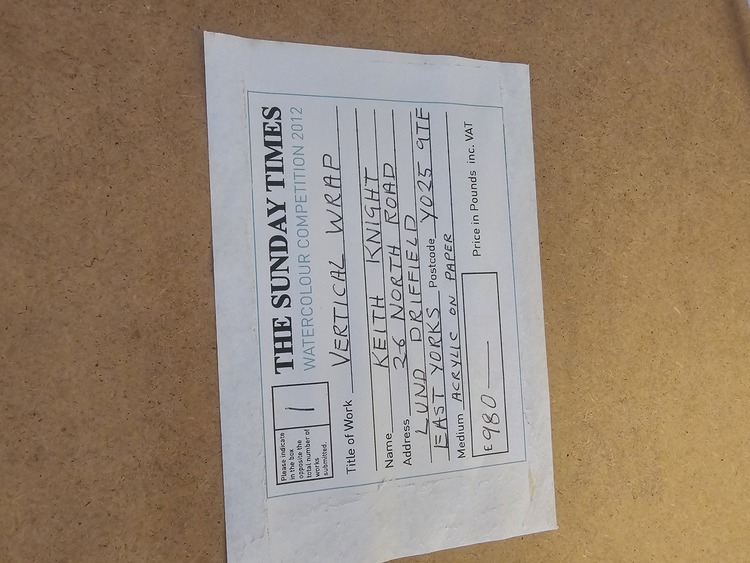 Please indicate
in the box
opposite the
total number of
works
submitted.
1
THE SUNDAY TIMES
WATERCOLOUR COMPETITION 2012
Title of Work VERTICAL WRAP
Name KEITH KNIGHT
Address 26 NORTH ROAD
LUND DRIFFIELD
EAST YORKS Postcode YO25 9TF
Medium ACRYLIC ON PAPER
£980 — Price in Pounds inc. VAT